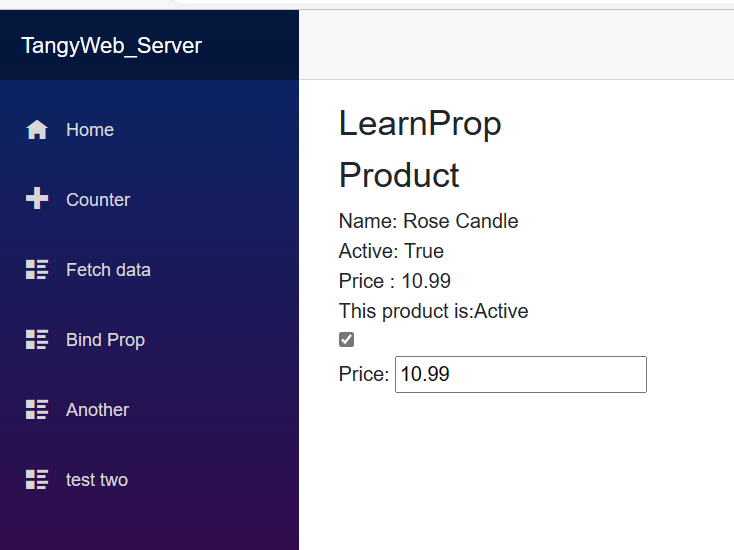 TangyWeb_Server
Home
Counter
Fetch data
Bind Prop
Another
test two
LearnProp
Product
Name: Rose Candle
Active: True
Price : 10.99
This product is:Active
Price: 10.99